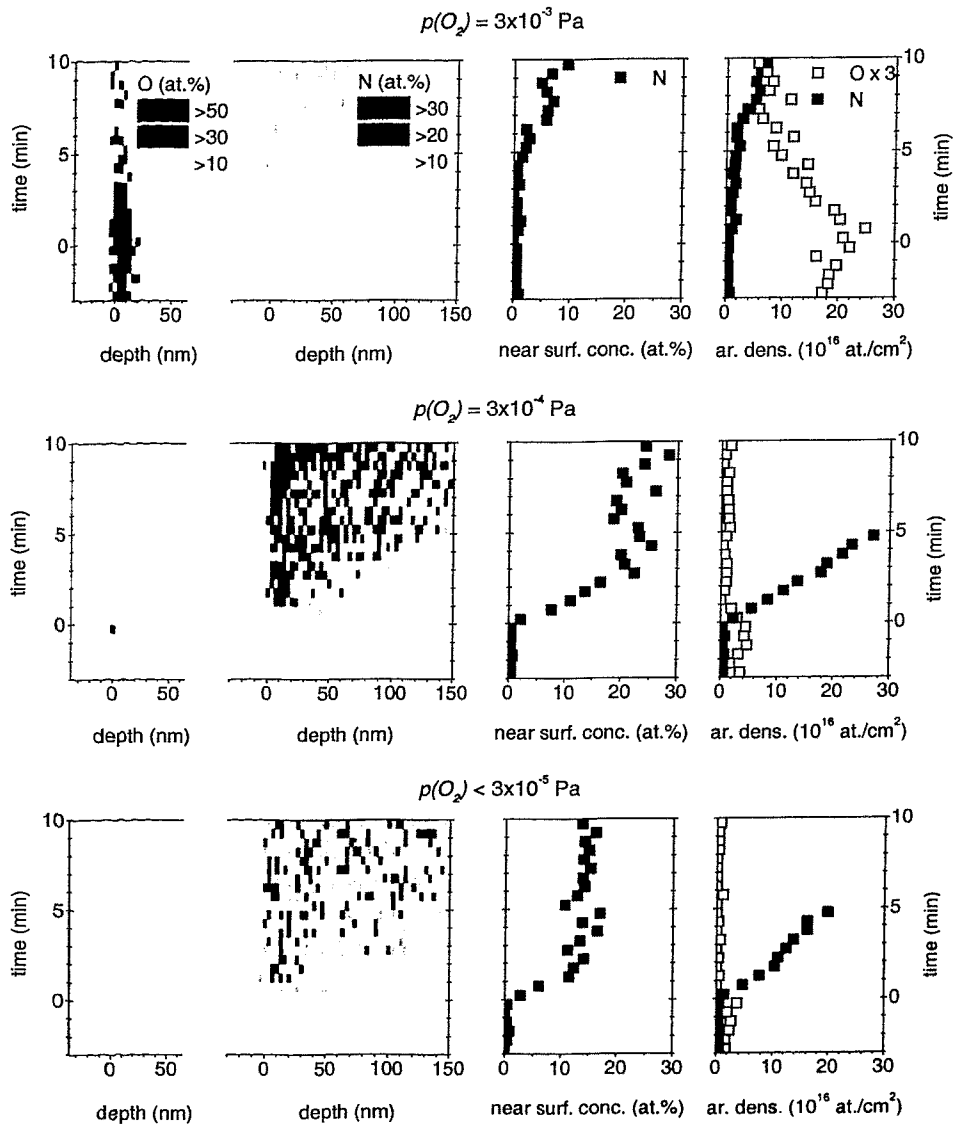 p(O2) = 3x10^-3 Pa
O (at.%)
>50
>30
>10
N (at.%)
>30
>20
>10
N
O x 3
N
10
5
0
time (min)
10
5
0
time (min)
0 50
0 50 100 150
0 10 20 30
0 10 20 30
depth (nm)
depth (nm)
near surf. conc. (at.%)
ar. dens. (10^16 at./cm^2)
p(O2) = 3x10^-4 Pa
10
5
0
time (min)
10
5
0
time (min)
0 50
0 50 100 150
0 10 20 30
0 10 20 30
depth (nm)
depth (nm)
near surf. conc. (at.%)
ar. dens. (10^16 at./cm^2)
p(O2) < 3x10^-5 Pa
10
5
0
time (min)
10
5
0
time (min)
0 50
0 50 100 150
0 10 20 30
0 10 20 30
depth (nm)
depth (nm)
near surf. conc. (at.%)
ar. dens. (10^16 at./cm^2)